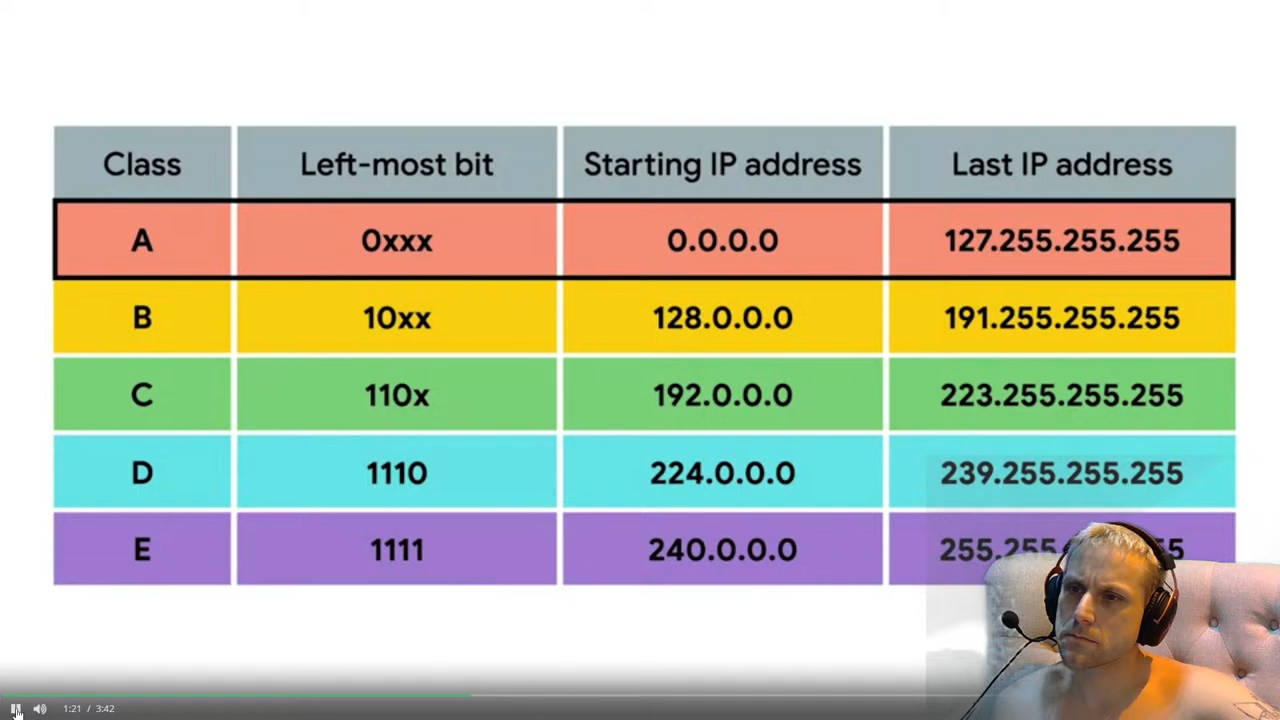 Class Left-most bit Starting IP address Last IP address
A 0xxx 0.0.0.0 127.255.255.255
B 10xx 128.0.0.0 191.255.255.255
C 110x 192.0.0.0 223.255.255.255
D 1110 224.0.0.0 239.255.255.255
E 1111 240.0.0.0
1:21 / 3:42